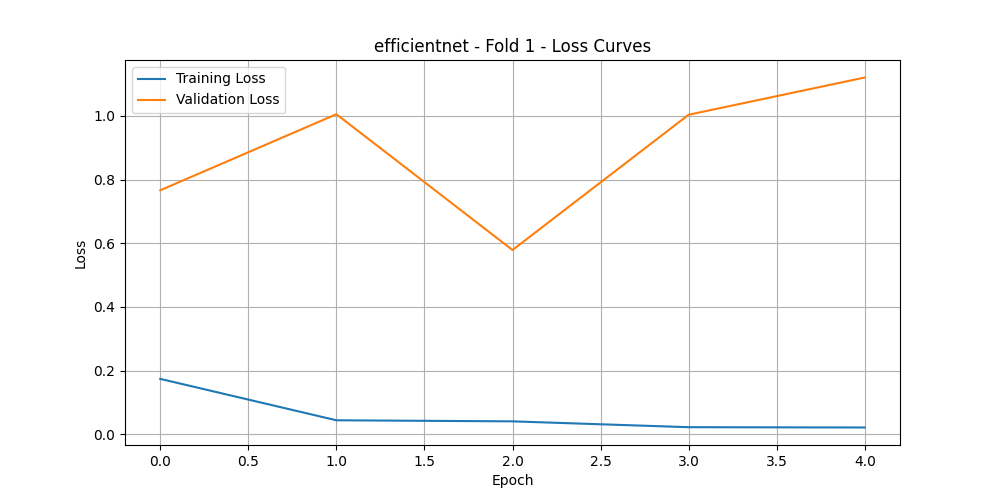 efficientnet - Fold 1 - Loss Curves
Training Loss
Validation Loss
1.0
0.8
0.6
0.4
0.2
0.0
Loss
0.0 0.5 1.0 1.5 2.0 2.5 3.0 3.5 4.0
Epoch